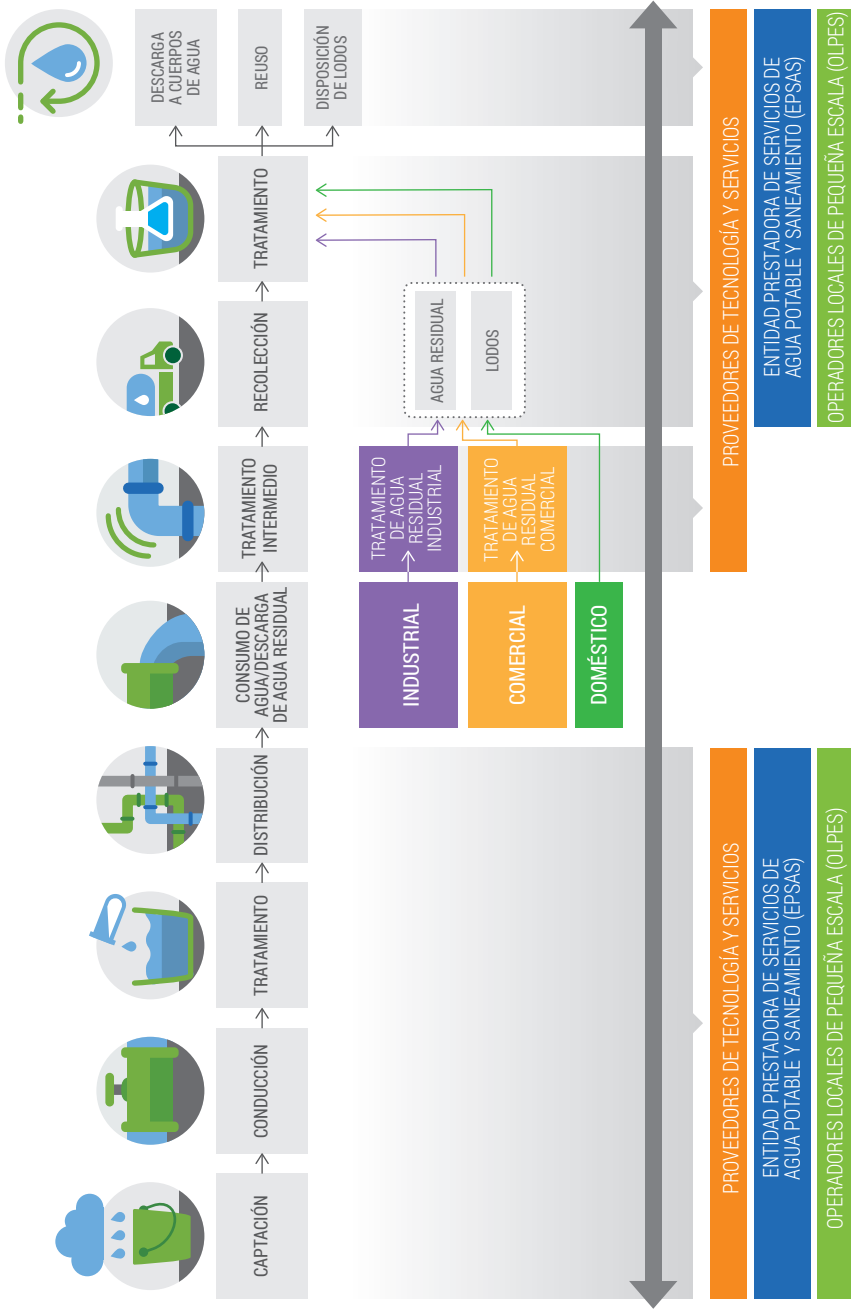 CAPTACIÓN
CONDUCCIÓN
TRATAMIENTO
DISTRIBUCIÓN
CONSUMO DE
AGUA/DESCARGA
DE AGUA RESIDUAL
TRATAMIENTO
INTERMEDIO
RECOLECCIÓN
TRATAMIENTO
DESCARGA
A CUERPOS
DE AGUA
REUSO
DISPOSICIÓN
DE LODOS
INDUSTRIAL
TRATAMIENTO
DE AGUA
RESIDUAL
INDUSTRIAL
COMERCIAL
TRATAMIENTO
DE AGUA
RESIDUAL
COMERCIAL
DOMÉSTICO
AGUA RESIDUAL
LODOS
PROVEEDORES DE TECNOLOGÍA Y SERVICIOS
ENTIDAD PRESTADORA DE SERVICIOS DE
AGUA POTABLE Y SANEAMIENTO (EPSAS)
OPERADORES LOCALES DE PEQUEÑA ESCALA (OLPES)
PROVEEDORES DE TECNOLOGÍA Y SERVICIOS
ENTIDAD PRESTADORA DE SERVICIOS DE
AGUA POTABLE Y SANEAMIENTO (EPSAS)
OPERADORES LOCALES DE PEQUEÑA ESCALA (OLPES)